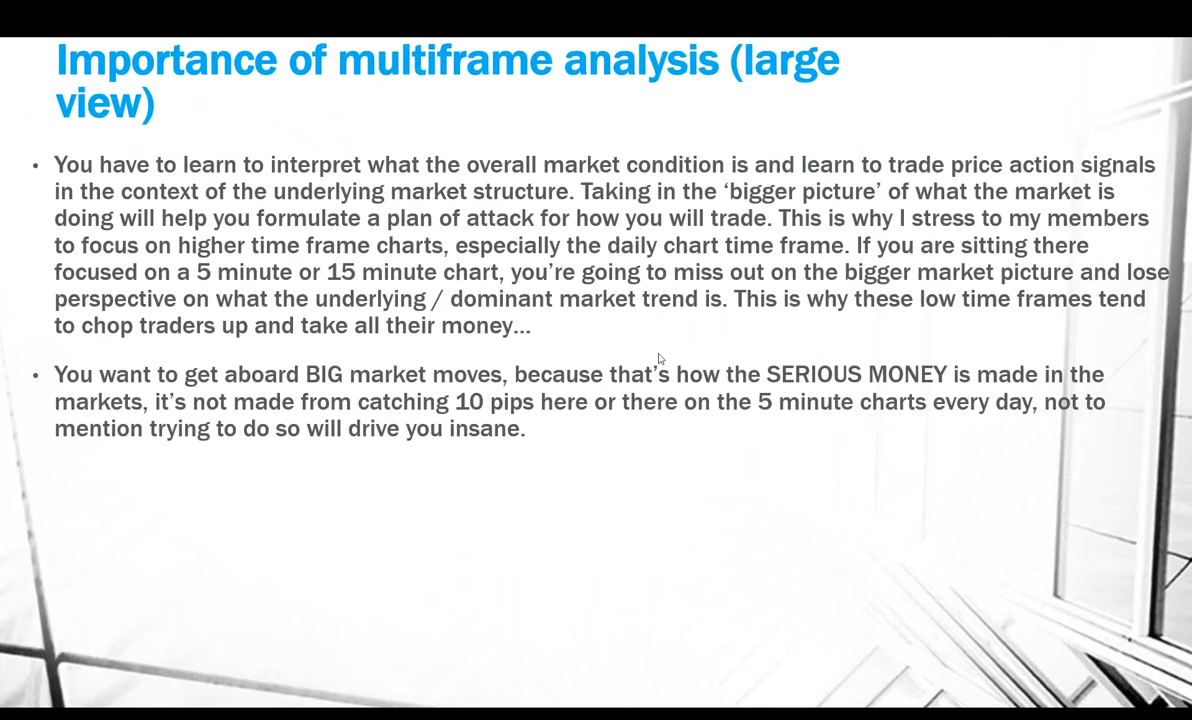 Importance of multiframe analysis (large
view)
• You have to learn to interpret what the overall market condition is and learn to trade price action signals
in the context of the underlying market structure. Taking in the ‘bigger picture’ of what the market is
doing will help you formulate a plan of attack for how you will trade. This is why I stress to my members
to focus on higher time frame charts, especially the daily chart time frame. If you are sitting there
focused on a 5 minute or 15 minute chart, you’re going to miss out on the bigger market picture and lose
perspective on what the underlying / dominant market trend is. This is why these low time frames tend
to chop traders up and take all their money…
• You want to get aboard BIG market moves, because that’s how the SERIOUS MONEY is made in the
markets, it’s not made from catching 10 pips here or there on the 5 minute charts every day, not to
mention trying to do so will drive you insane.